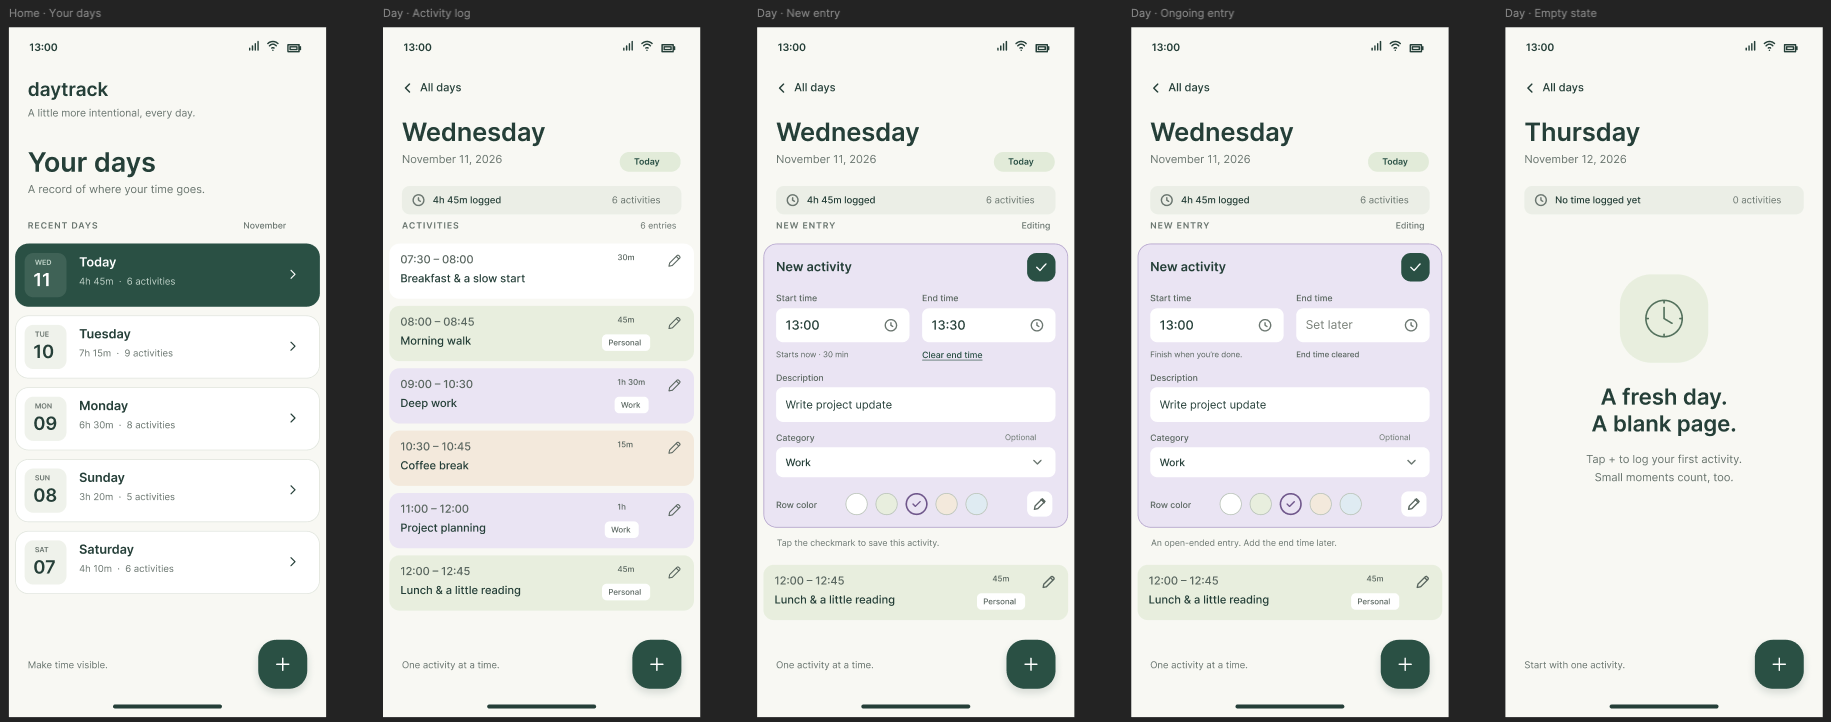 Home · Your days
13:00
daytrack
A little more intentional, every day.
Your days
A record of where your time goes.
RECENT DAYS November
WED
11
Today
4h 45m · 6 activities
TUE
10
Tuesday
7h 15m · 9 activities
MON
09
Monday
6h 30m · 8 activities
SUN
08
Sunday
3h 20m · 5 activities
SAT
07
Saturday
4h 10m · 6 activities
Make time visible.
+
Day · Activity log
13:00
All days
Wednesday
November 11, 2026
Today
4h 45m logged 6 activities
ACTIVITIES 6 entries
07:30 – 08:00 30m
Breakfast & a slow start
08:00 – 08:45 45m
Morning walk Personal
09:00 – 10:30 1h 30m
Deep work Work
10:30 – 10:45 15m
Coffee break
11:00 – 12:00 1h
Project planning Work
12:00 – 12:45 45m
Lunch & a little reading Personal
One activity at a time.
+
Day · New entry
13:00
All days
Wednesday
November 11, 2026
Today
4h 45m logged 6 activities
NEW ENTRY Editing
New activity
Start time End time
13:00 13:30
Starts now · 30 min Clear end time
Description
Write project update
Category Optional
Work
Row color
Tap the checkmark to save this activity.
12:00 – 12:45 45m
Lunch & a little reading Personal
One activity at a time.
+
Day · Ongoing entry
13:00
All days
Wednesday
November 11, 2026
Today
4h 45m logged 6 activities
NEW ENTRY Editing
New activity
Start time End time
13:00 Set later
Finish when you're done. End time cleared
Description
Write project update
Category Optional
Work
Row color
An open-ended entry. Add the end time later.
12:00 – 12:45 45m
Lunch & a little reading Personal
One activity at a time.
+
Day · Empty state
13:00
All days
Thursday
November 12, 2026
No time logged yet 0 activities
A fresh day.
A blank page.
Tap + to log your first activity.
Small moments count, too.
Start with one activity.
+